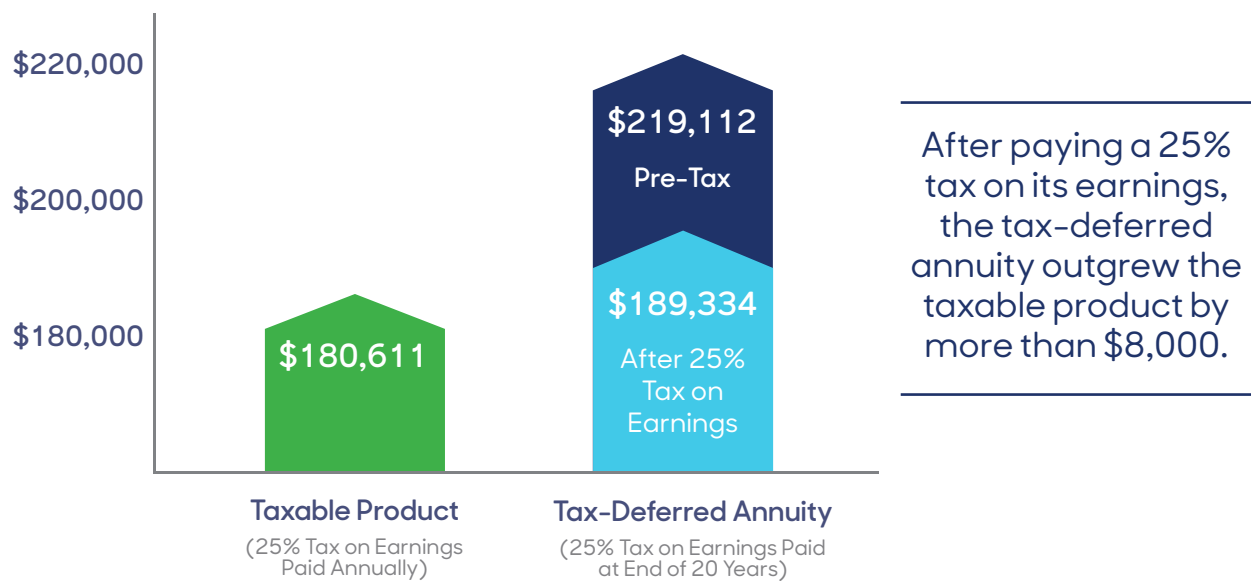 $220,000
$200,000
$180,000
$180,611
$219,112
Pre-Tax
$189,334
After 25%
Tax on
Earnings
Taxable Product
(25% Tax on Earnings
Paid Annually)
Tax-Deferred Annuity
(25% Tax on Earnings Paid
at End of 20 Years)
After paying a 25%
tax on its earnings,
the tax-deferred
annuity outgrew the
taxable product by
more than $8,000.